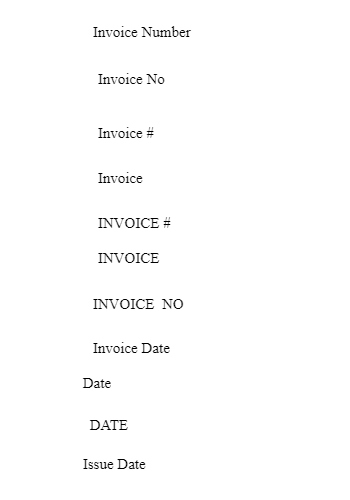 Invoice Number
Invoice No
Invoice #
Invoice
INVOICE #
INVOICE
INVOICE  NO
Invoice Date
Date
DATE
Issue Date